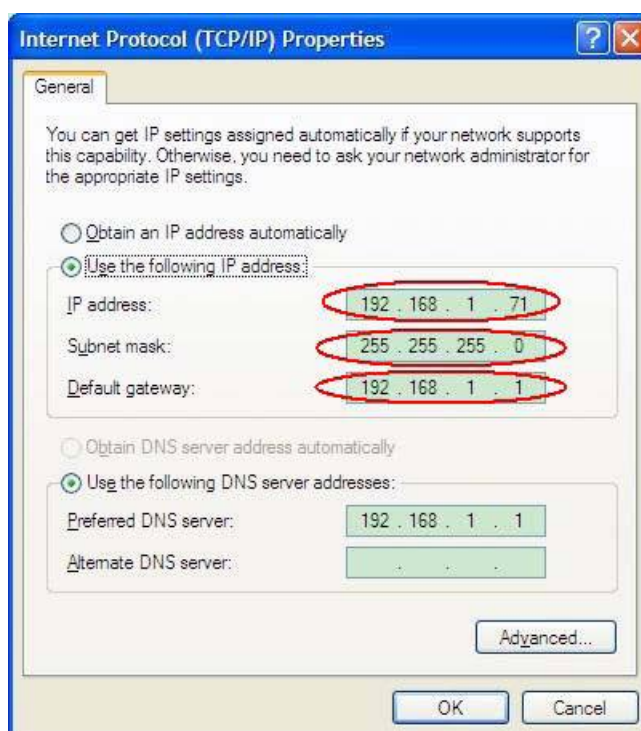 Internet Protocol (TCP/IP) Properties
General
You can get IP settings assigned automatically if your network supports
this capability. Otherwise, you need to ask your network administrator for
the appropriate IP settings.
Obtain an IP address automatically
Use the following IP address:
IP address: 192 . 168 . 1 . 71
Subnet mask: 255 . 255 . 255 . 0
Default gateway: 192 . 168 . 1 . 1
Obtain DNS server address automatically
Use the following DNS server addresses:
Preferred DNS server: 192 . 168 . 1 . 1
Alternate DNS server: . . .
Advanced...
OK Cancel